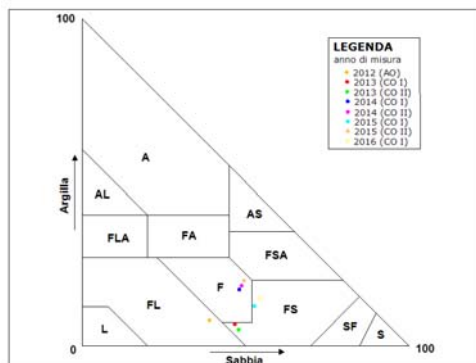 100
LEGENDA
anno di misura
2012 (AO)
2013 (CO I)
2013 (CO II)
2014 (CO I)
2014 (CO II)
2015 (CO I)
2015 (CO II)
2016 (CO I)
A
Argilla
AL
AS
FLA
FA
FSA
F
FL
FS
L
SF
S
0
Sabbia
100